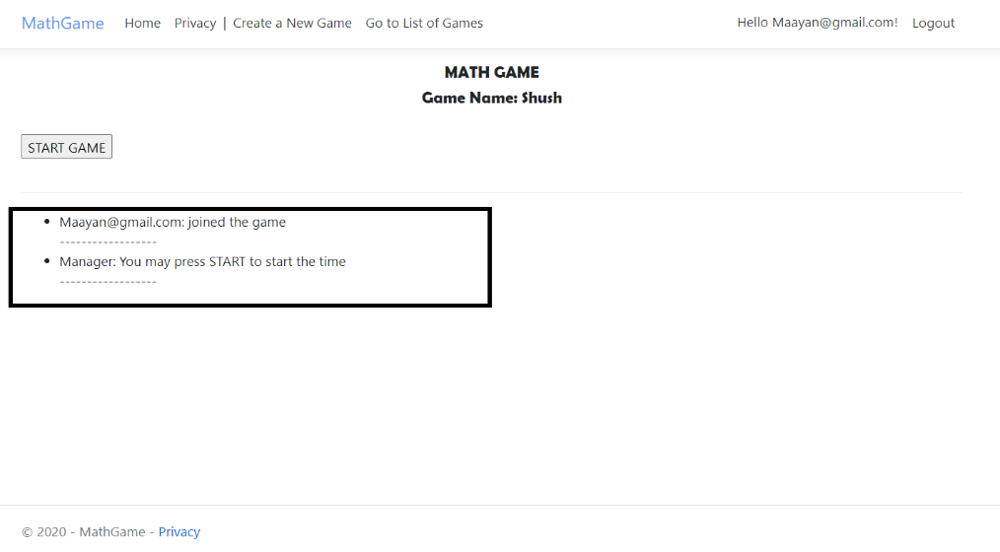 MathGame Home Privacy | Create a New Game Go to List of Games Hello Maayan@gmail.com! Logout
MATH GAME
Game Name: Shush
START GAME
Maayan@gmail.com: joined the game
------------------
Manager: You may press START to start the time
------------------
© 2020 - MathGame - Privacy